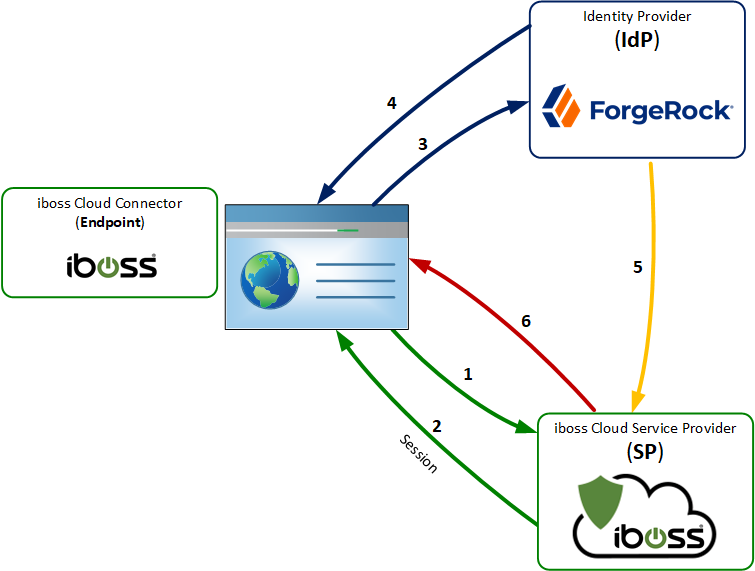 Identity Provider
(IdP)
ForgeRock
4
3
iboss Cloud Connector
(Endpoint)
iboss
5
6
1
2
Session
iboss Cloud Service Provider
(SP)
iboss